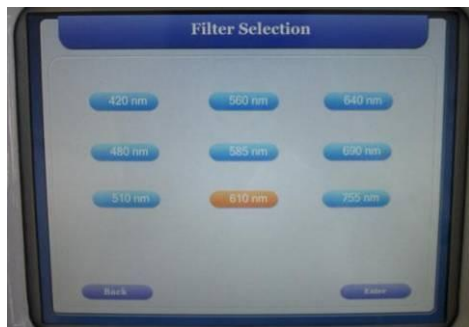 Filter Selection
420 nm 560 nm 640 nm
480 nm 585 nm 690 nm
510 nm 610 nm 755 nm
Back Enter